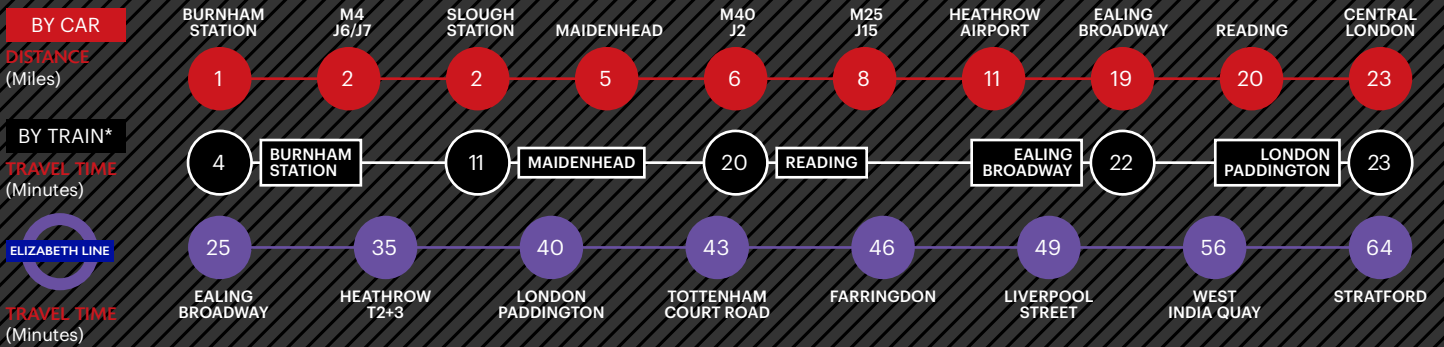 BY CAR
DISTANCE
(Miles)
BURNHAM
STATION
M4
J6/J7
SLOUGH
STATION
MAIDENHEAD
M40
J2
M25
J15
HEATHROW
AIRPORT
EALING
BROADWAY
READING
CENTRAL
LONDON
1 2 2 5 6 8 11 19 20 23
BY TRAIN*
TRAVEL TIME
(Minutes)
4
BURNHAM
STATION
11
MAIDENHEAD
20
READING
EALING
BROADWAY
22
LONDON
PADDINGTON
23
ELIZABETH LINE
TRAVEL TIME
(Minutes)
25 35 40 43 46 49 56 64
EALING
BROADWAY
HEATHROW
T2+3
LONDON
PADDINGTON
TOTTENHAM
COURT ROAD
FARRINGDON
LIVERPOOL
STREET
WEST
INDIA QUAY
STRATFORD